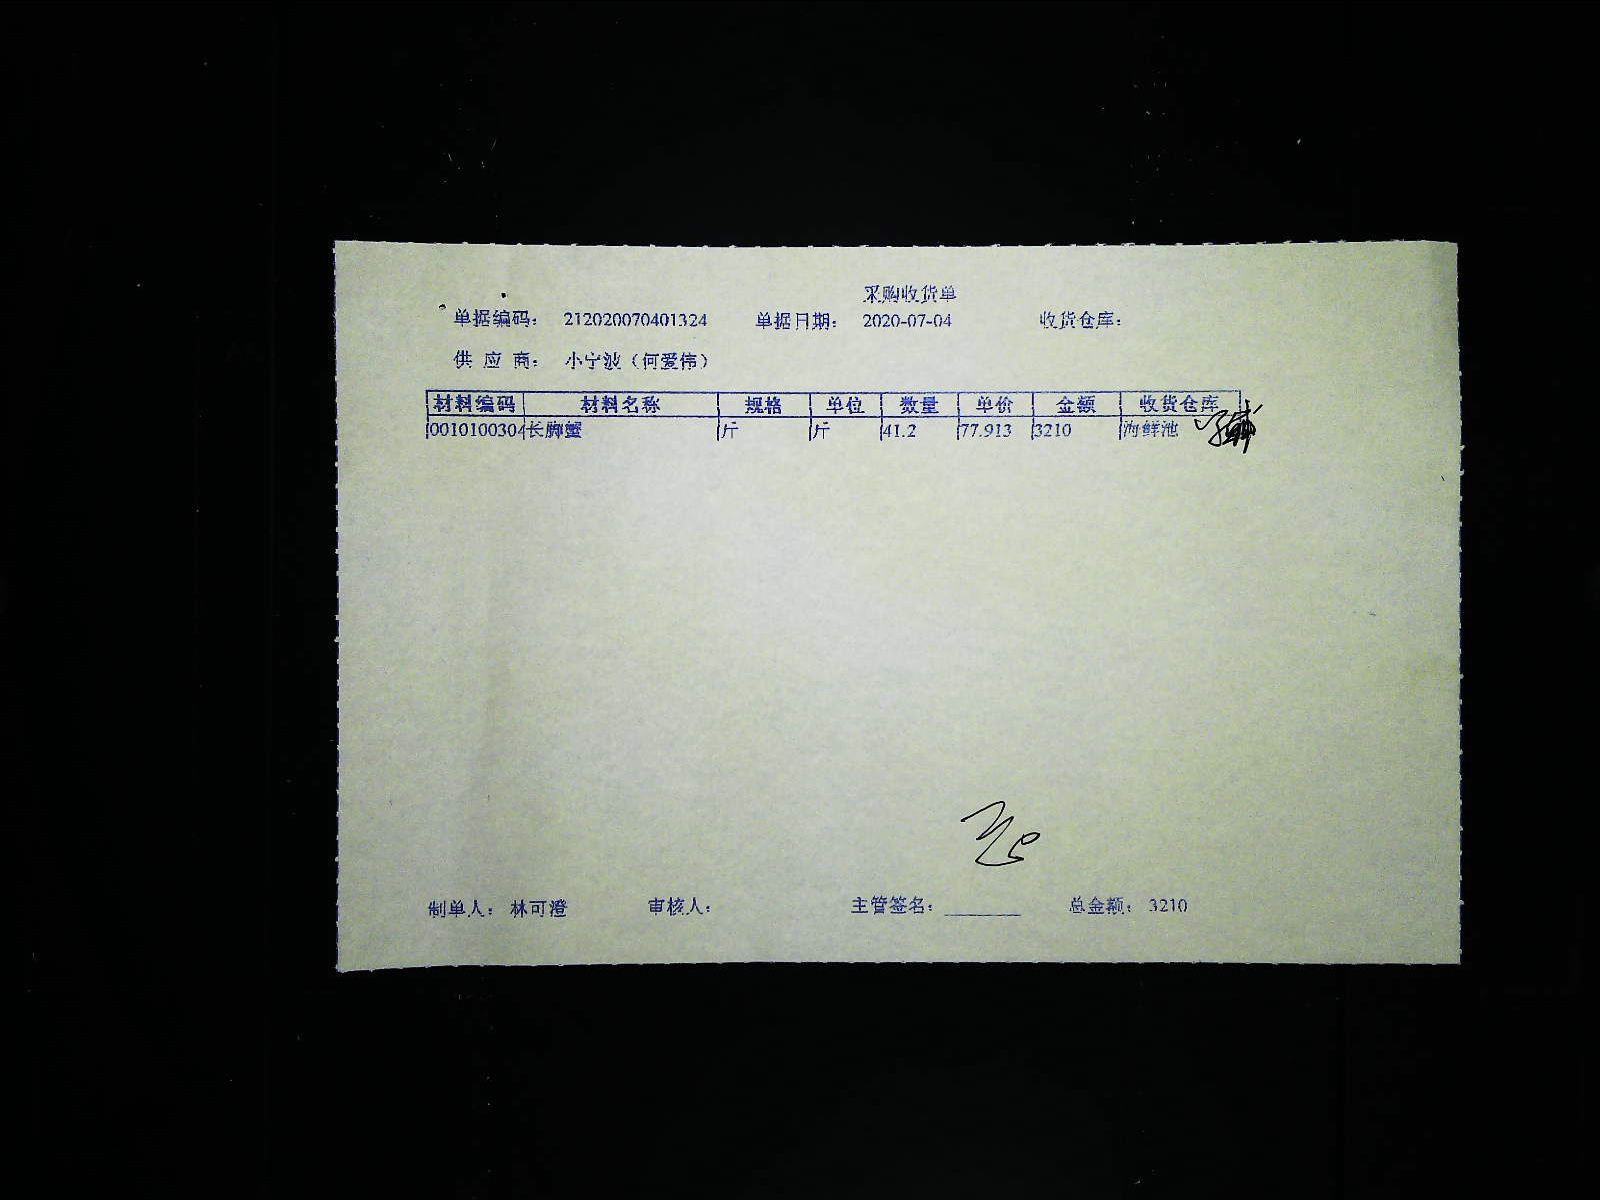 采购收货单
单据编码: 212020070401324 单据日期: 2020-07-04 收货仓库:
供 应 商: 小宁波（何爱伟）
材料编码 材料名称 规格 单位 数量 单价 金额 收货仓库
0010100304 长脚蟹 斤 斤 41.2 77.913 3210 海鲜池
制单人: 林可澄 审核人: 主管签名: ________ 总金额: 3210